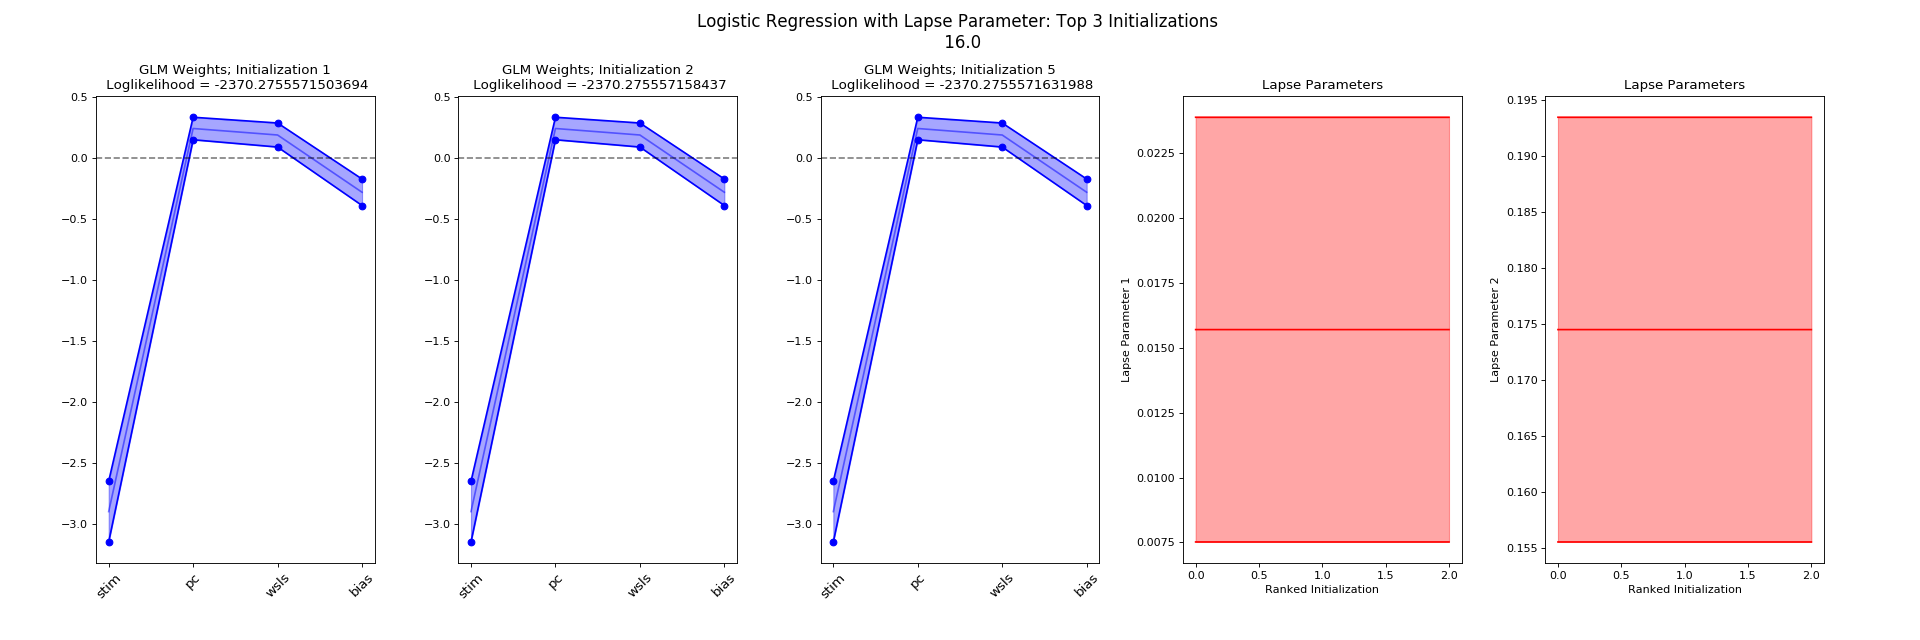 Logistic Regression with Lapse Parameter: Top 3 Initializations
16.0
GLM Weights; Initialization 1
Loglikelihood = -2370.2755571503694
0.5
0.0
−0.5
−1.0
−1.5
−2.0
−2.5
−3.0
stim
pc
wsls
bias
GLM Weights; Initialization 2
Loglikelihood = -2370.275557158437
0.5
0.0
−0.5
−1.0
−1.5
−2.0
−2.5
−3.0
stim
pc
wsls
bias
GLM Weights; Initialization 5
Loglikelihood = -2370.2755571631988
0.5
0.0
−0.5
−1.0
−1.5
−2.0
−2.5
−3.0
stim
pc
wsls
bias
Lapse Parameters
Lapse Parameter 1
0.0225
0.0200
0.0175
0.0150
0.0125
0.0100
0.0075
0.0 0.5 1.0 1.5 2.0
Ranked Initialization
Lapse Parameters
Lapse Parameter 2
0.195
0.190
0.185
0.180
0.175
0.170
0.165
0.160
0.155
0.0 0.5 1.0 1.5 2.0
Ranked Initialization